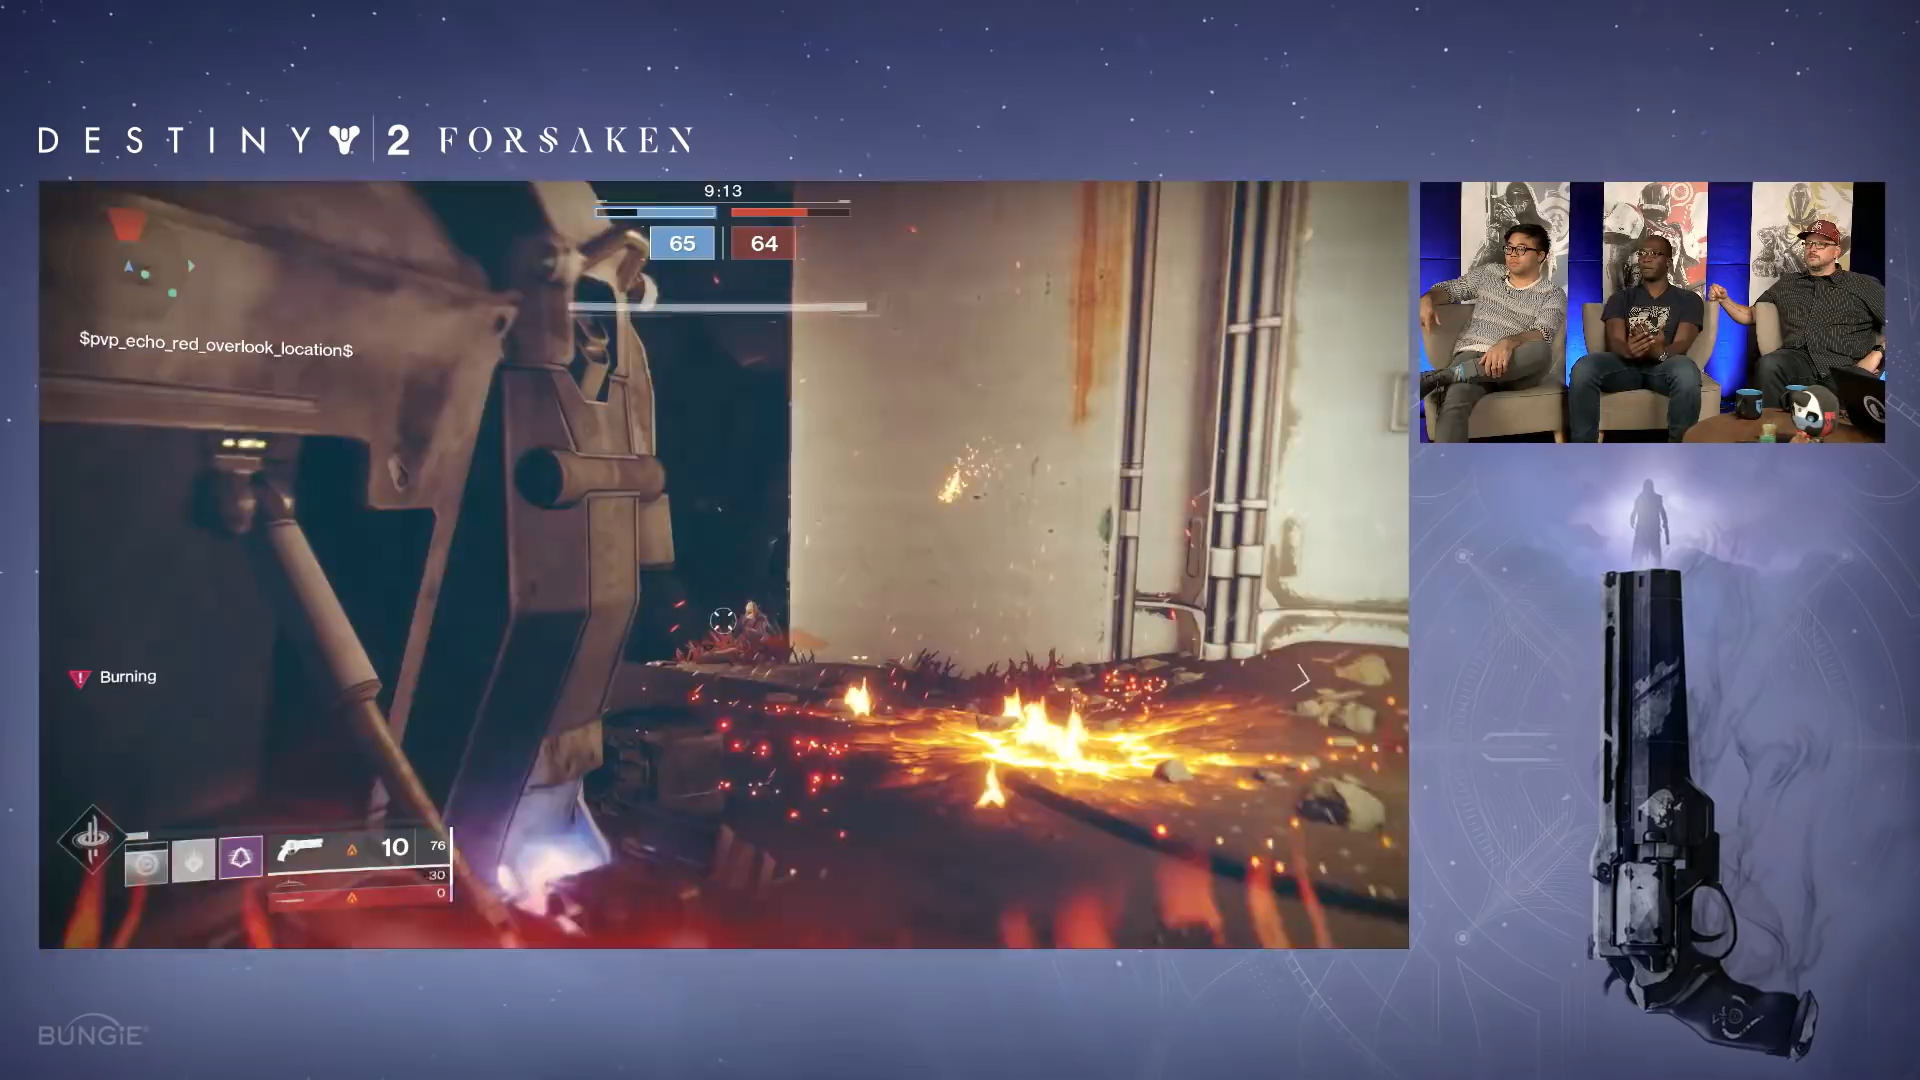 DESTINY 2 FORSAKEN
9:13
65 64
$pvp_echo_red_overlook_location$
Burning
10 76
30
0
BUNGiE